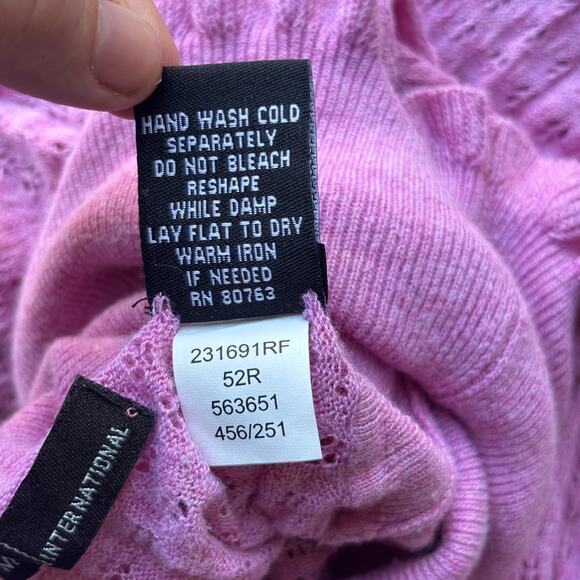 HAND WASH COLD
SEPARATELY
DO NOT BLEACH
RESHAPE
WHILE DAMP
LAY FLAT TO DRY
WARM IRON
IF NEEDED
RN 80763
231691RF
52R
563651
456/251
INTERNATIONAL
M